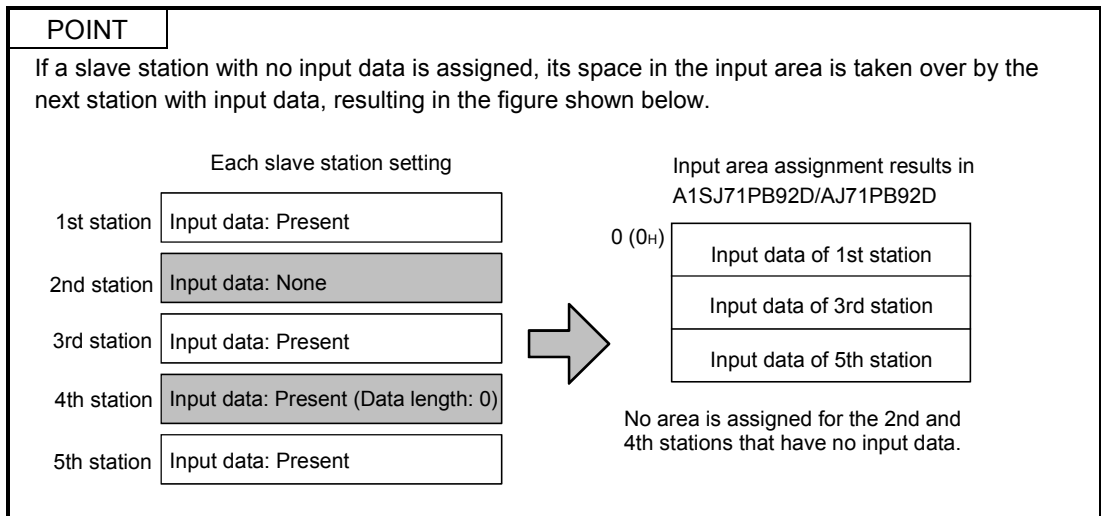 POINT
If a slave station with no input data is assigned, its space in the input area is taken over by the
next station with input data, resulting in the figure shown below.
Each slave station setting
1st station Input data: Present
2nd station Input data: None
3rd station Input data: Present
4th station Input data: Present (Data length: 0)
5th station Input data: Present
Input area assignment results in
A1SJ71PB92D/AJ71PB92D
0 (0H)
Input data of 1st station
Input data of 3rd station
Input data of 5th station
No area is assigned for the 2nd and
4th stations that have no input data.